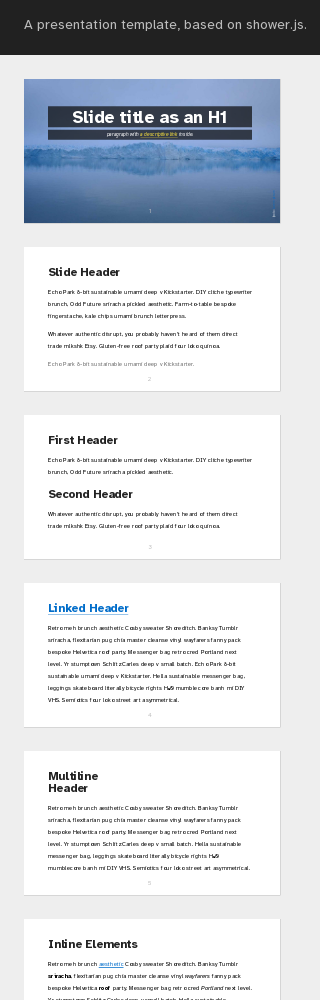 A presentation template, based on shower.js.
Slide title as an H1
paragraph with a descriptive link inside
1
Slide Header
Echo Park 8-bit sustainable umami deep v Kickstarter. DIY cliche typewriter
brunch. Odd Future sriracha pickled aesthetic. Farm-to-table bespoke
fingerstache, kale chips umami brunch letterpress.
Whatever authentic disrupt, you probably haven't heard of them direct
trade mlkshk Etsy. Gluten-free roof party plaid four loko quinoa.
Echo Park 8-bit sustainable umami deep v Kickstarter.
2
First Header
Echo Park 8-bit sustainable umami deep v Kickstarter. DIY cliche typewriter
brunch. Odd Future sriracha pickled aesthetic.
Second Header
Whatever authentic disrupt, you probably haven't heard of them direct
trade mlkshk Etsy. Gluten-free roof party plaid four loko quinoa.
3
Linked Header
Retro meh brunch aesthetic Cosby sweater Shoreditch. Banksy Tumblr
sriracha, flexitarian pug chia master cleanse vinyl wayfarers fanny pack
bespoke Helvetica roof party. Messenger bag retro cred Portland next
level. Yr stumptown Schlitz Carles deep v small batch. Echo Park 8-bit
sustainable umami deep v Kickstarter. Hella sustainable messenger bag,
leggings skateboard literally bicycle rights H&M mumblecore banh mi DIY
VHS. Semiotics four loko street art asymmetrical.
4
Multiline
Header
Retro meh brunch aesthetic Cosby sweater Shoreditch. Banksy Tumblr
sriracha, flexitarian pug chia master cleanse vinyl wayfarers fanny pack
bespoke Helvetica roof party. Messenger bag retro cred Portland next
level. Yr stumptown Schlitz Carles deep v small batch. Hella sustainable
messenger bag, leggings skateboard literally bicycle rights H&M
mumblecore banh mi DIY VHS. Semiotics four loko street art asymmetrical.
5
Inline Elements
Retro meh brunch aesthetic Cosby sweater Shoreditch. Banksy Tumblr
sriracha, flexitarian pug chia master cleanse vinyl wayfarers fanny pack
bespoke Helvetica roof party. Messenger bag retro cred Portland next level.